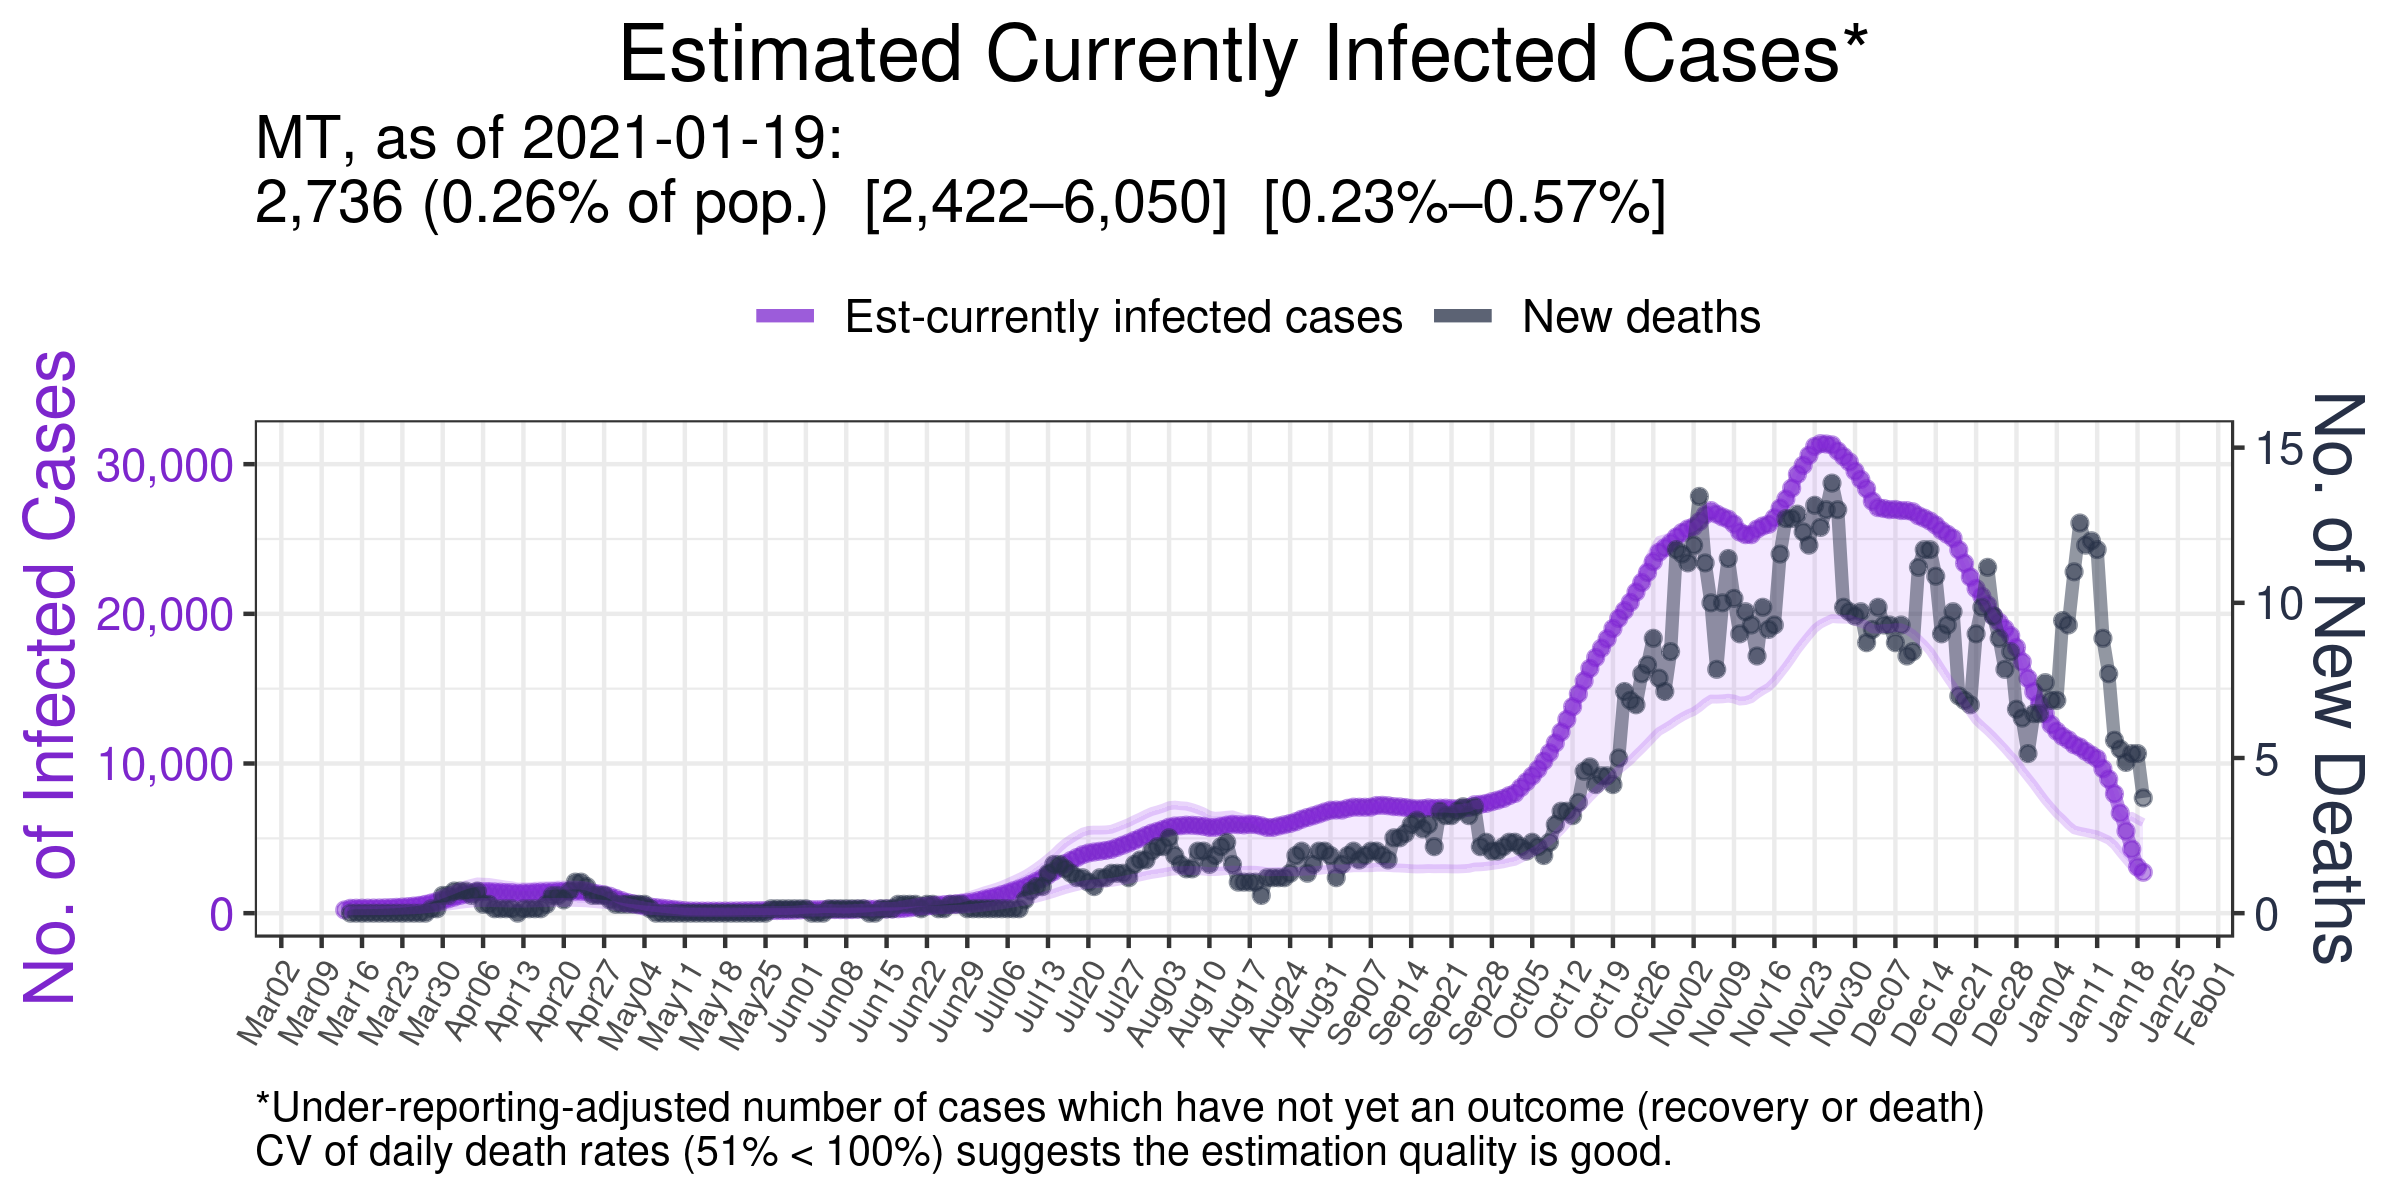 Estimated Currently Infected Cases*
MT, as of 2021-01-19:
2,736 (0.26% of pop.)  [2,422–6,050]  [0.23%–0.57%]
Est-currently infected cases
New deaths
No. of Infected Cases
30,000
20,000
10,000
0
No. of New Deaths
15
10
5
0
Mar02
Mar09
Mar16
Mar23
Mar30
Apr06
Apr13
Apr20
Apr27
May04
May11
May18
May25
Jun01
Jun08
Jun15
Jun22
Jun29
Jul06
Jul13
Jul20
Jul27
Aug03
Aug10
Aug17
Aug24
Aug31
Sep07
Sep14
Sep21
Sep28
Oct05
Oct12
Oct19
Oct26
Nov02
Nov09
Nov16
Nov23
Nov30
Dec07
Dec14
Dec21
Dec28
Jan04
Jan11
Jan18
Jan25
Feb01
*Under-reporting-adjusted number of cases which have not yet an outcome (recovery or death)
CV of daily death rates (51% < 100%) suggests the estimation quality is good.